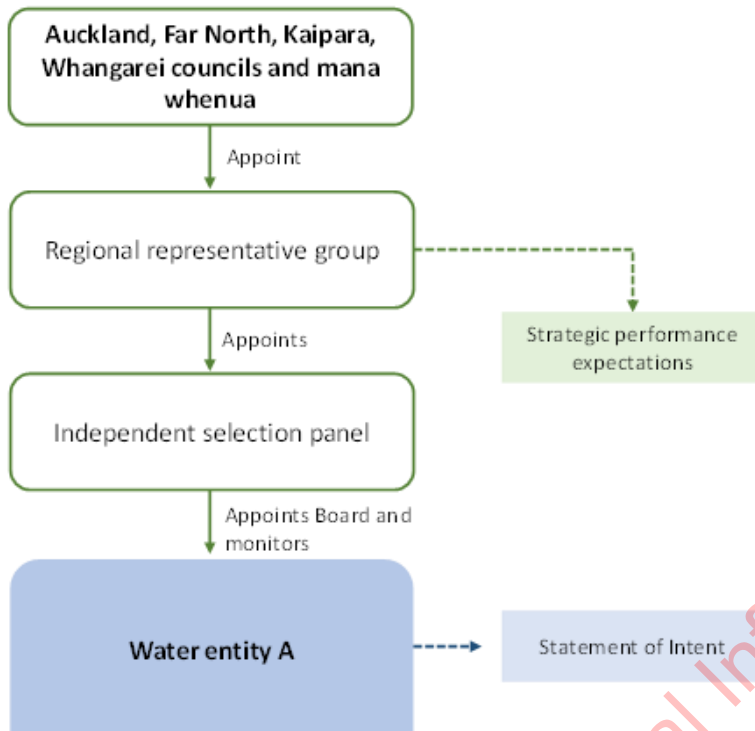 Auckland, Far North, Kaipara,
Whangarei councils and mana
whenua
Appoint
Regional representative group
Appoints
Strategic performance
expectations
Independent selection panel
Appoints Board and
monitors
Water entity A
Statement of Intent